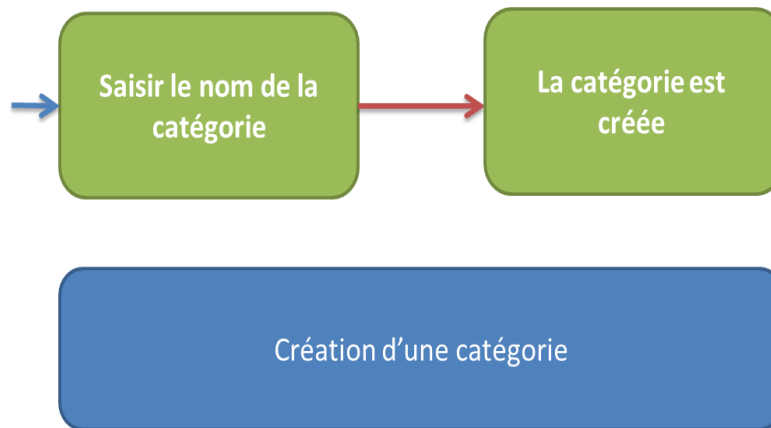 Saisir le nom de la
catégorie
La catégorie est
créée
Création d’une catégorie